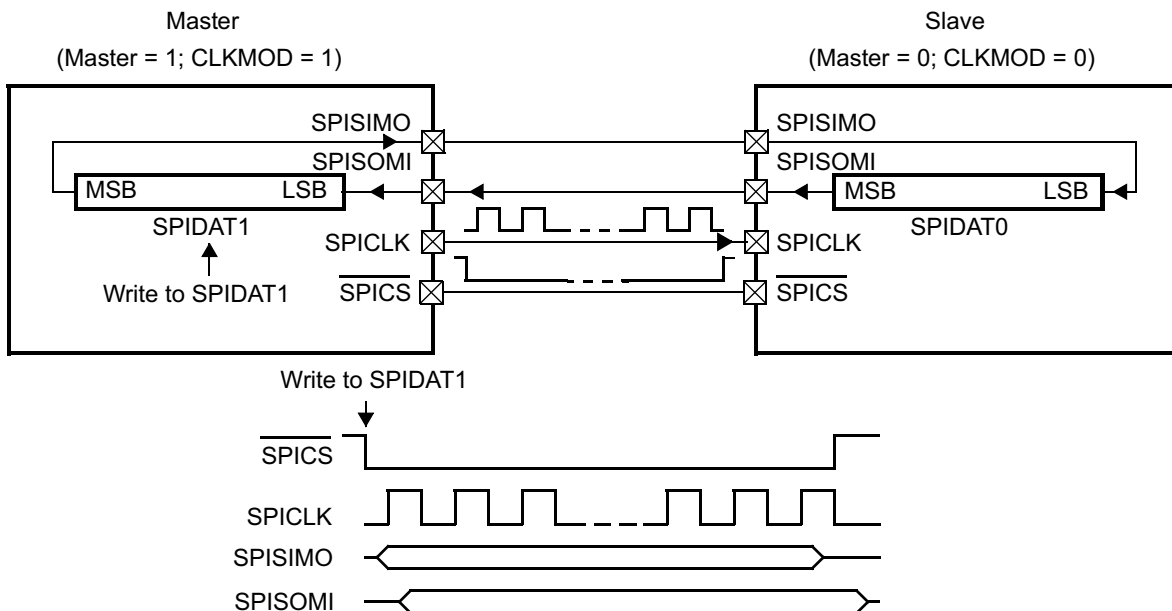 Master
(Master = 1; CLKMOD = 1)
Slave
(Master = 0; CLKMOD = 0)
SPISIMO
SPISOMI
MSB LSB
SPIDAT1
Write to SPIDAT1
SPICLK
SPICS
SPISIMO
SPISOMI
MSB LSB
SPIDAT0
SPICLK
SPICS
Write to SPIDAT1
SPICS
SPICLK
SPISIMO
SPISOMI